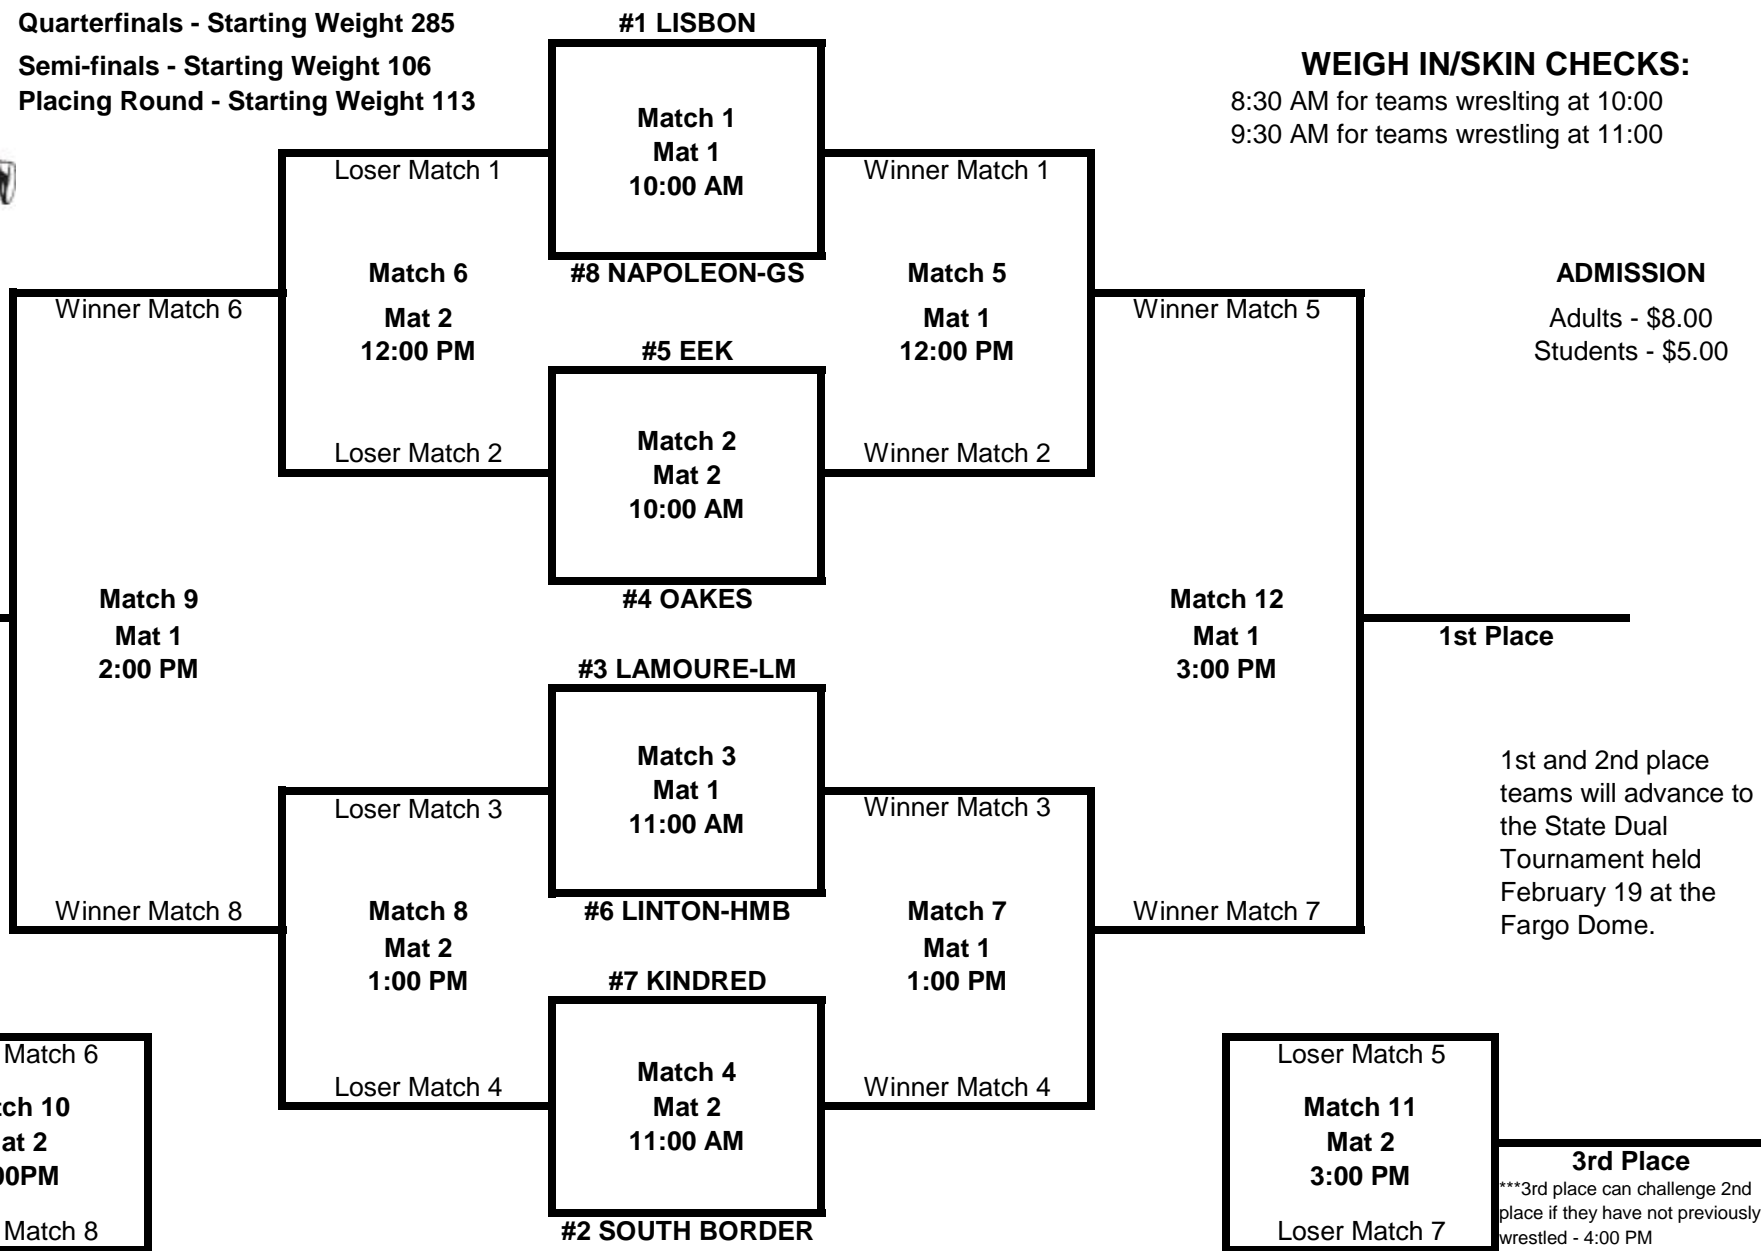 Quarterfinals - Starting Weight 285
#1 LISBON
Semi-finals - Starting Weight 106
Placing Round - Starting Weight 113
WEIGH IN/SKIN CHECKS:
8:30 AM for teams wreslting at 10:00
9:30 AM for teams wrestling at 11:00
Match 1
Mat 1
10:00 AM
Loser Match 1
Winner Match 1
#8 NAPOLEON-GS
Match 6
Mat 2
12:00 PM
Match 5
Mat 1
12:00 PM
ADMISSION
Adults - $8.00
Students - $5.00
Winner Match 6
Winner Match 5
#5 EEK
Match 2
Mat 2
10:00 AM
Loser Match 2
Winner Match 2
#4 OAKES
Match 9
Mat 1
2:00 PM
Match 12
Mat 1
3:00 PM
1st Place
#3 LAMOURE-LM
Match 3
Mat 1
11:00 AM
Loser Match 3
Winner Match 3
1st and 2nd place
teams will advance to
the State Dual
Tournament held
February 19 at the
Fargo Dome.
#6 LINTON-HMB
Winner Match 8
Match 8
Mat 2
1:00 PM
Match 7
Mat 1
1:00 PM
Winner Match 7
#7 KINDRED
Match 4
Mat 2
11:00 AM
Loser Match 4
Winner Match 4
#2 SOUTH BORDER
Match 6
tch 10
at 2
00PM
Match 8
Loser Match 5
Match 11
Mat 2
3:00 PM
Loser Match 7
3rd Place
***3rd place can challenge 2nd
place if they have not previously
wrestled - 4:00 PM